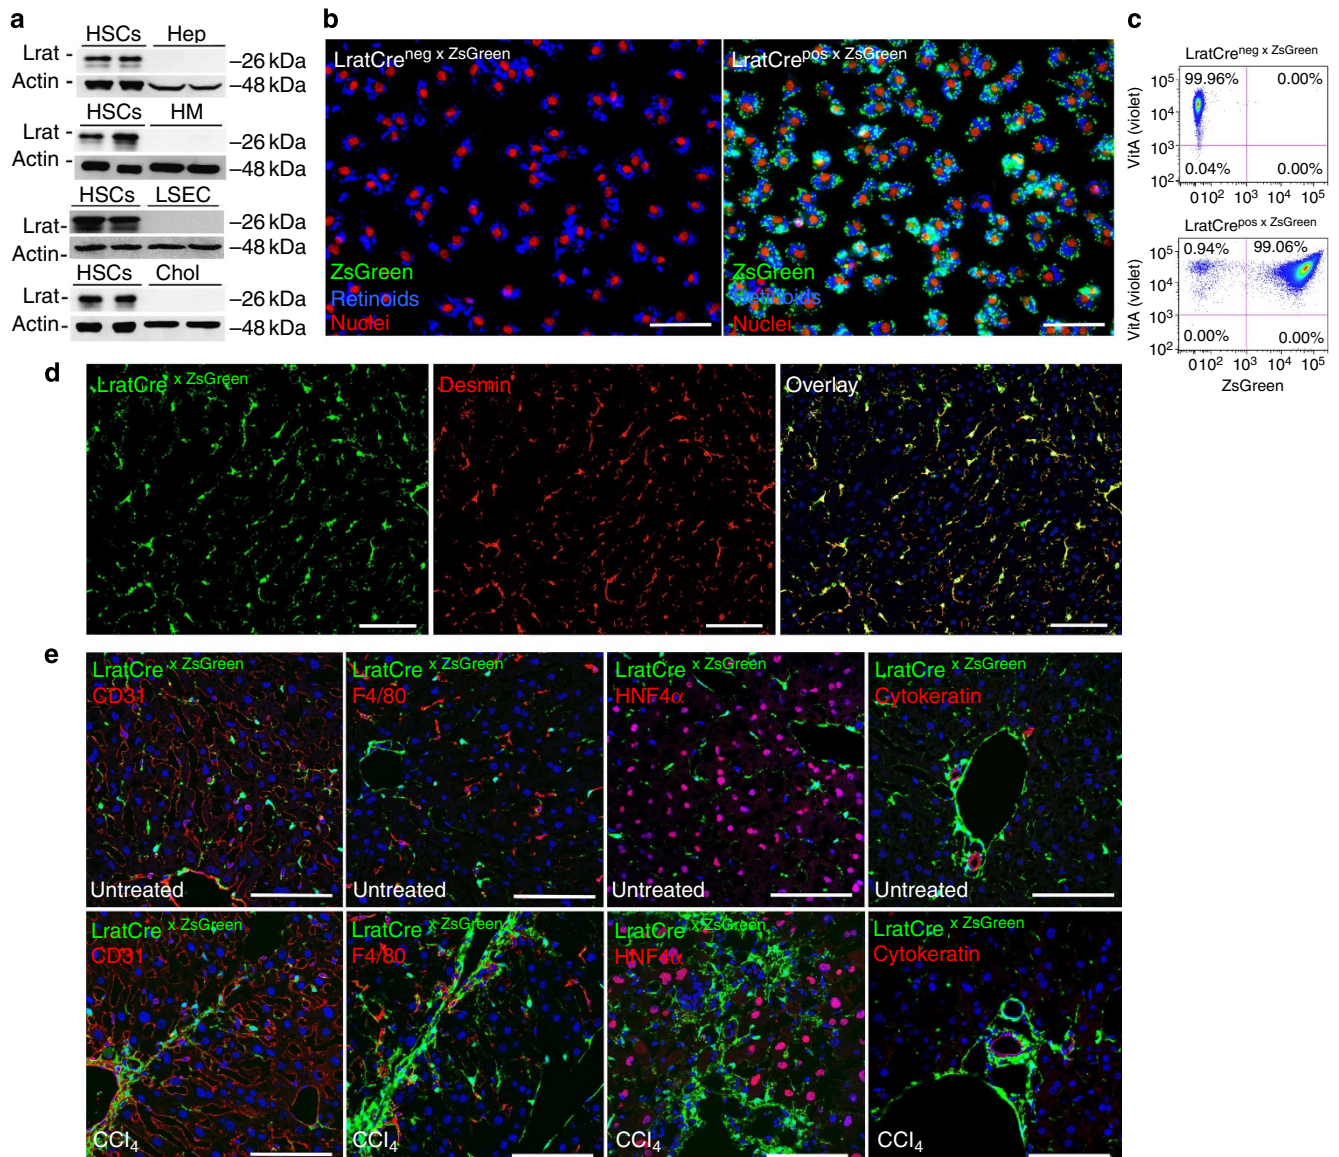 a
HSCs Hep
Lrat - –26 kDa
Actin - –48 kDa
HSCs HM
Lrat - –26 kDa
Actin - –48 kDa
HSCs LSEC
Lrat- –26 kDa
Actin- –48 kDa
HSCs Chol
Lrat- –26 kDa
Actin- –48 kDa
b
LratCreneg x ZsGreen
ZsGreen
Retinoids
Nuclei
LratCrepos x ZsGreen
ZsGreen
Retinoids
Nuclei
c
LratCreneg x ZsGreen
VitA (violet)
105
104
103
102
99.96% 0.00%
0.04% 0.00%
0 102 103 104 105
LratCrepos x ZsGreen
VitA (violet)
105
104
103
102
0.94% 99.06%
0.00% 0.00%
0 102 103 104 105
ZsGreen
d
LratCre x ZsGreen
Desmin
Overlay
e
LratCre x ZsGreen
CD31
Untreated
LratCre x ZsGreen
F4/80
Untreated
LratCre x ZsGreen
HNF4α
Untreated
LratCre x ZsGreen
Cytokeratin
Untreated
LratCre x ZsGreen
CD31
CCl4
LratCre x ZsGreen
F4/80
CCl4
LratCre x ZsGreen
HNF4α
CCl4
LratCre x ZsGreen
Cytokeratin
CCl4